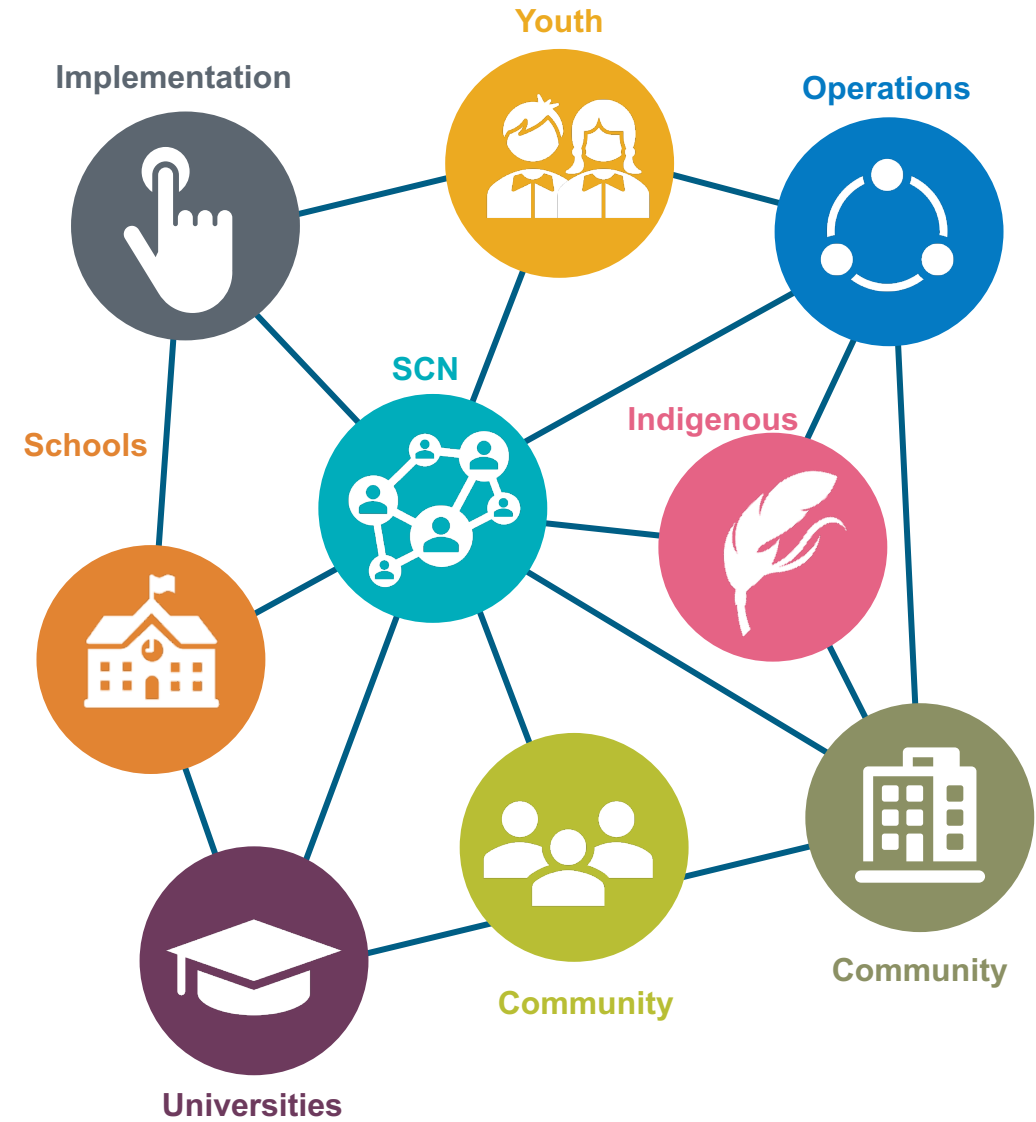 Youth
Implementation
Operations
SCN
Indigenous
Schools
Community
Community
Universities